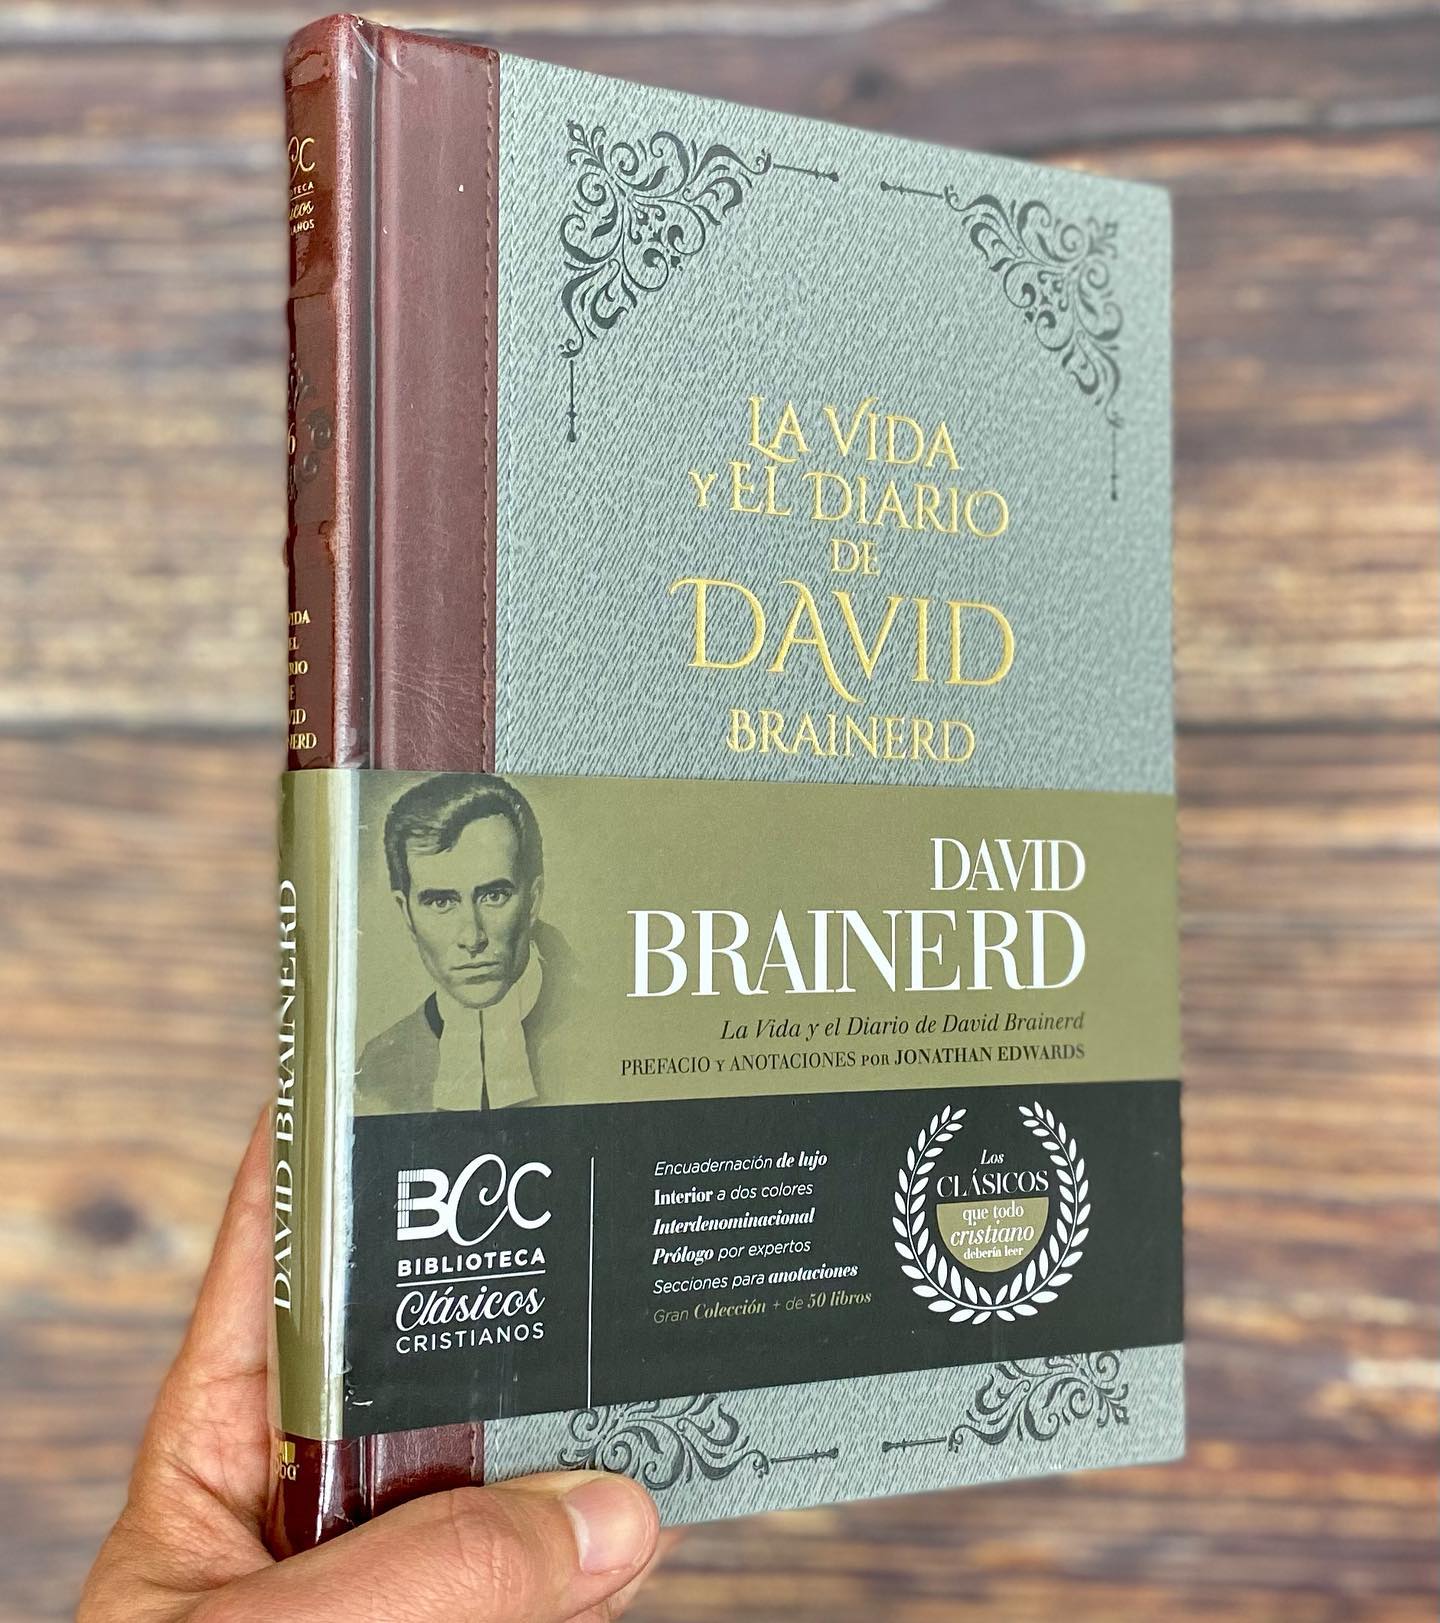 LA VIDA
Y EL DIARIO
DE
DAVID
BRAINERD
DAVID
BRAINERD
La Vida y el Diario de David Brainerd
PREFACIO Y ANOTACIONES POR JONATHAN EDWARDS
BCC
BIBLIOTECA
Clásicos
CRISTIANOS
Encuadernación de lujo
Interior a dos colores
Interdenominacional
Prólogo por expertos
Secciones para anotaciones
Gran Colección + de 50 libros
Los
CLÁSICOS
que todo
cristiano
debería leer
DAVID BRAINERD
EL